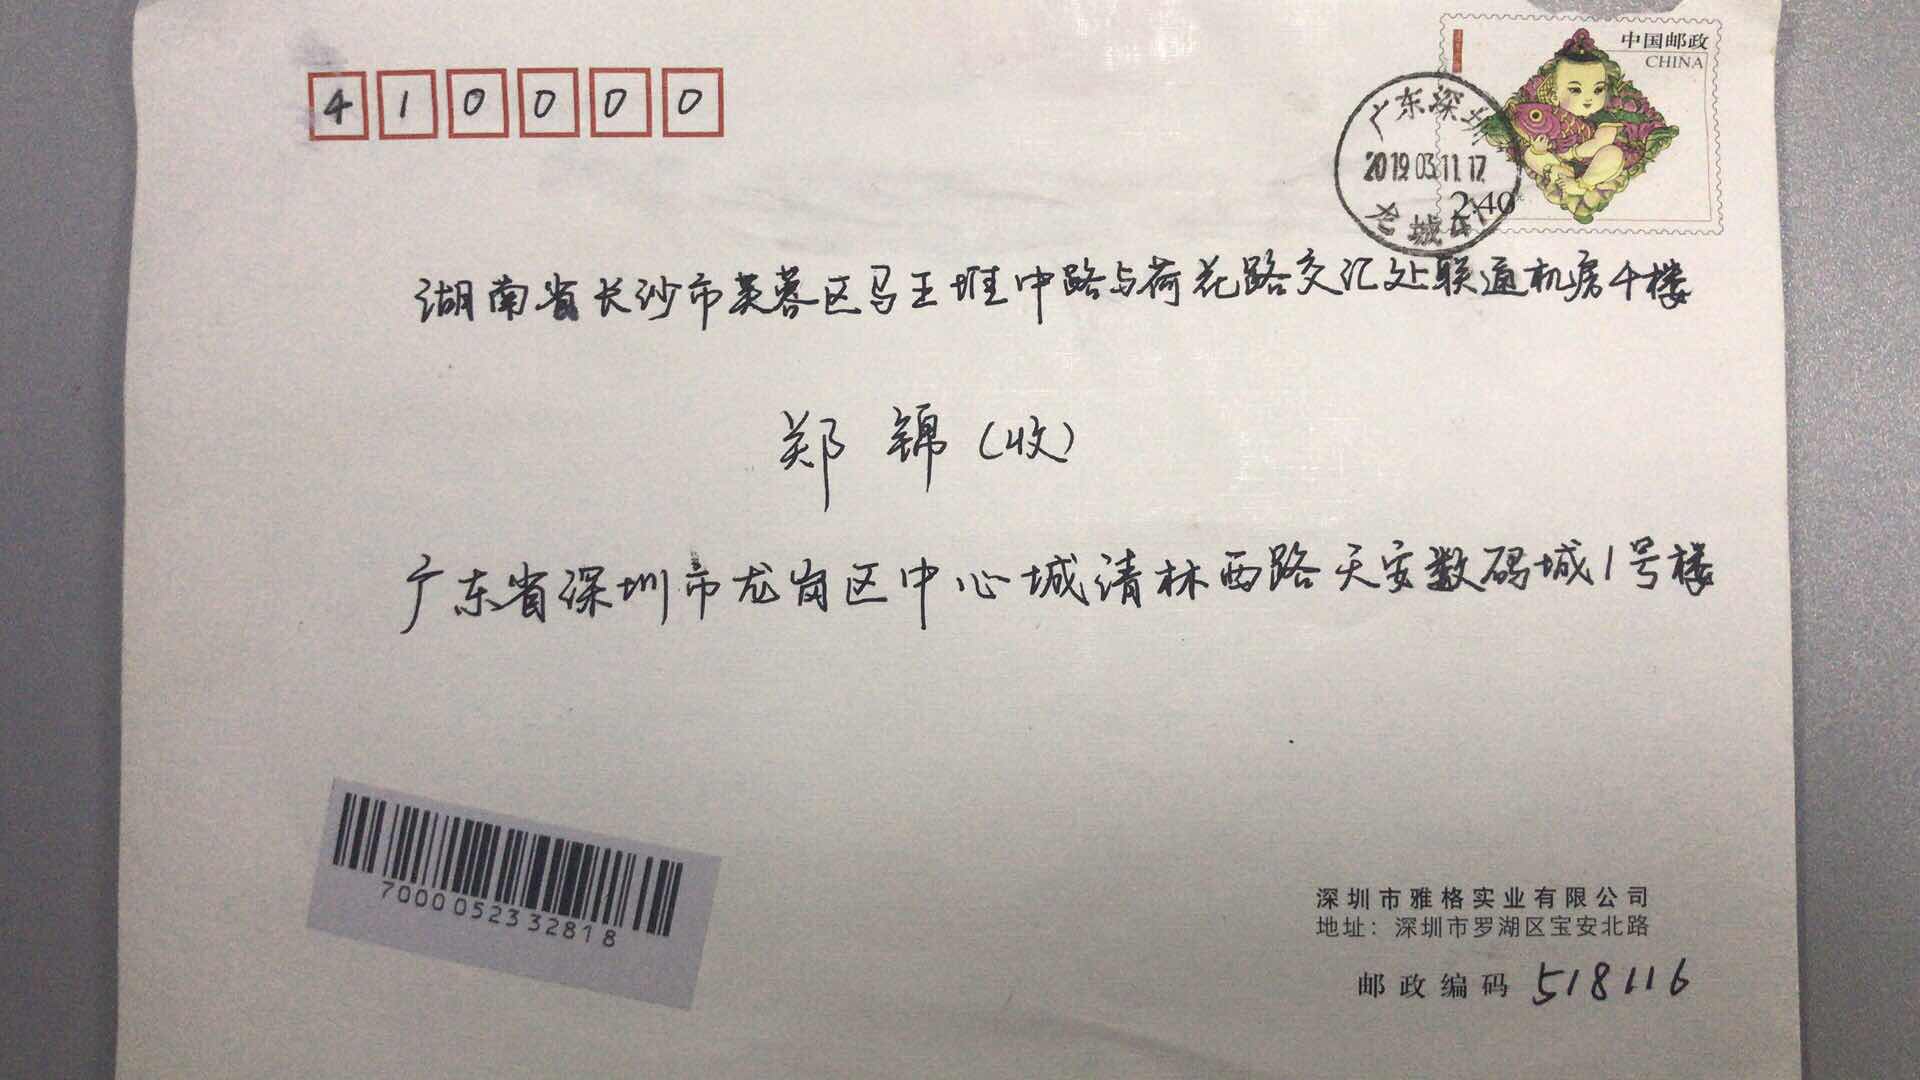 中国邮政
CHINA
410000
广东深圳
2019.03.11.17
2.40
湖南省长沙市芙蓉区马王堆中路与荷花路交汇处联通机房4楼
郑锦(收)
广东省深圳市龙岗区中心城清林西路天安数码城1号楼
70000523332818
深圳市雅格实业有限公司
地址：深圳市罗湖区宝安北路
邮政编码 518116